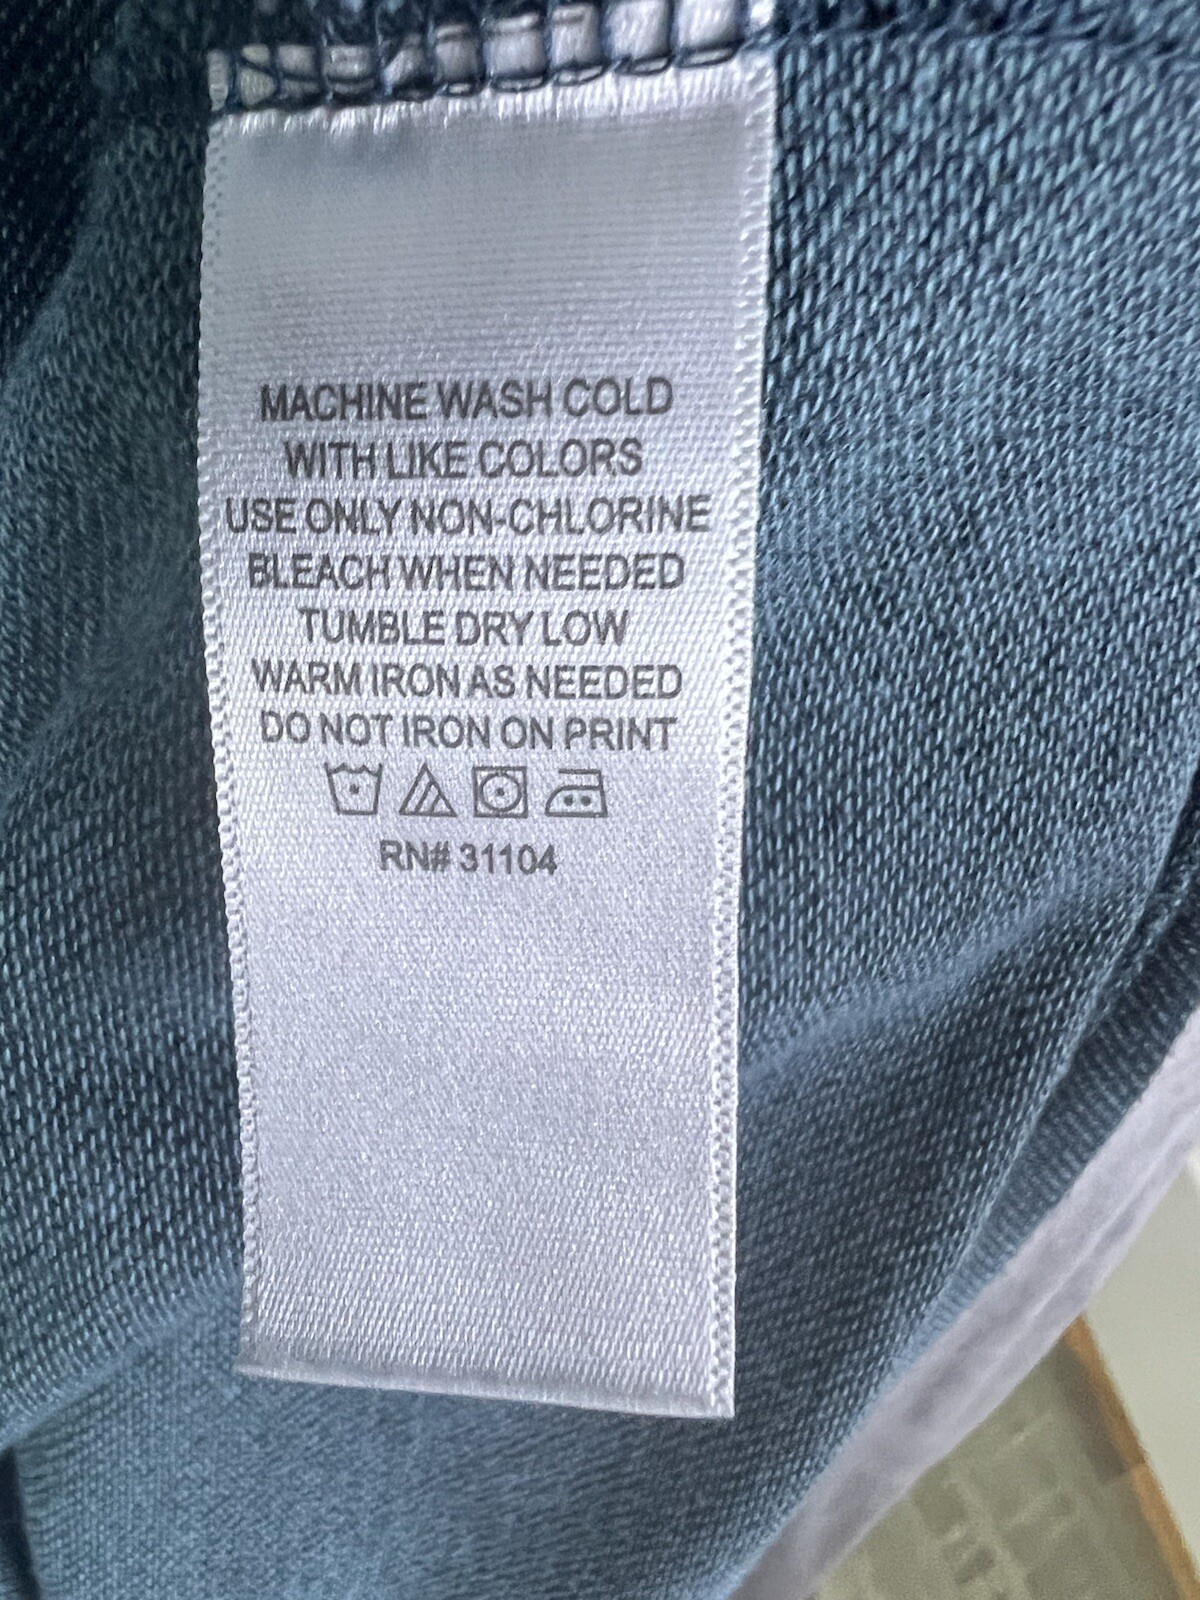 MACHINE WASH COLD
WITH LIKE COLORS
USE ONLY NON-CHLORINE
BLEACH WHEN NEEDED
TUMBLE DRY LOW
WARM IRON AS NEEDED
DO NOT IRON ON PRINT
RN# 31104